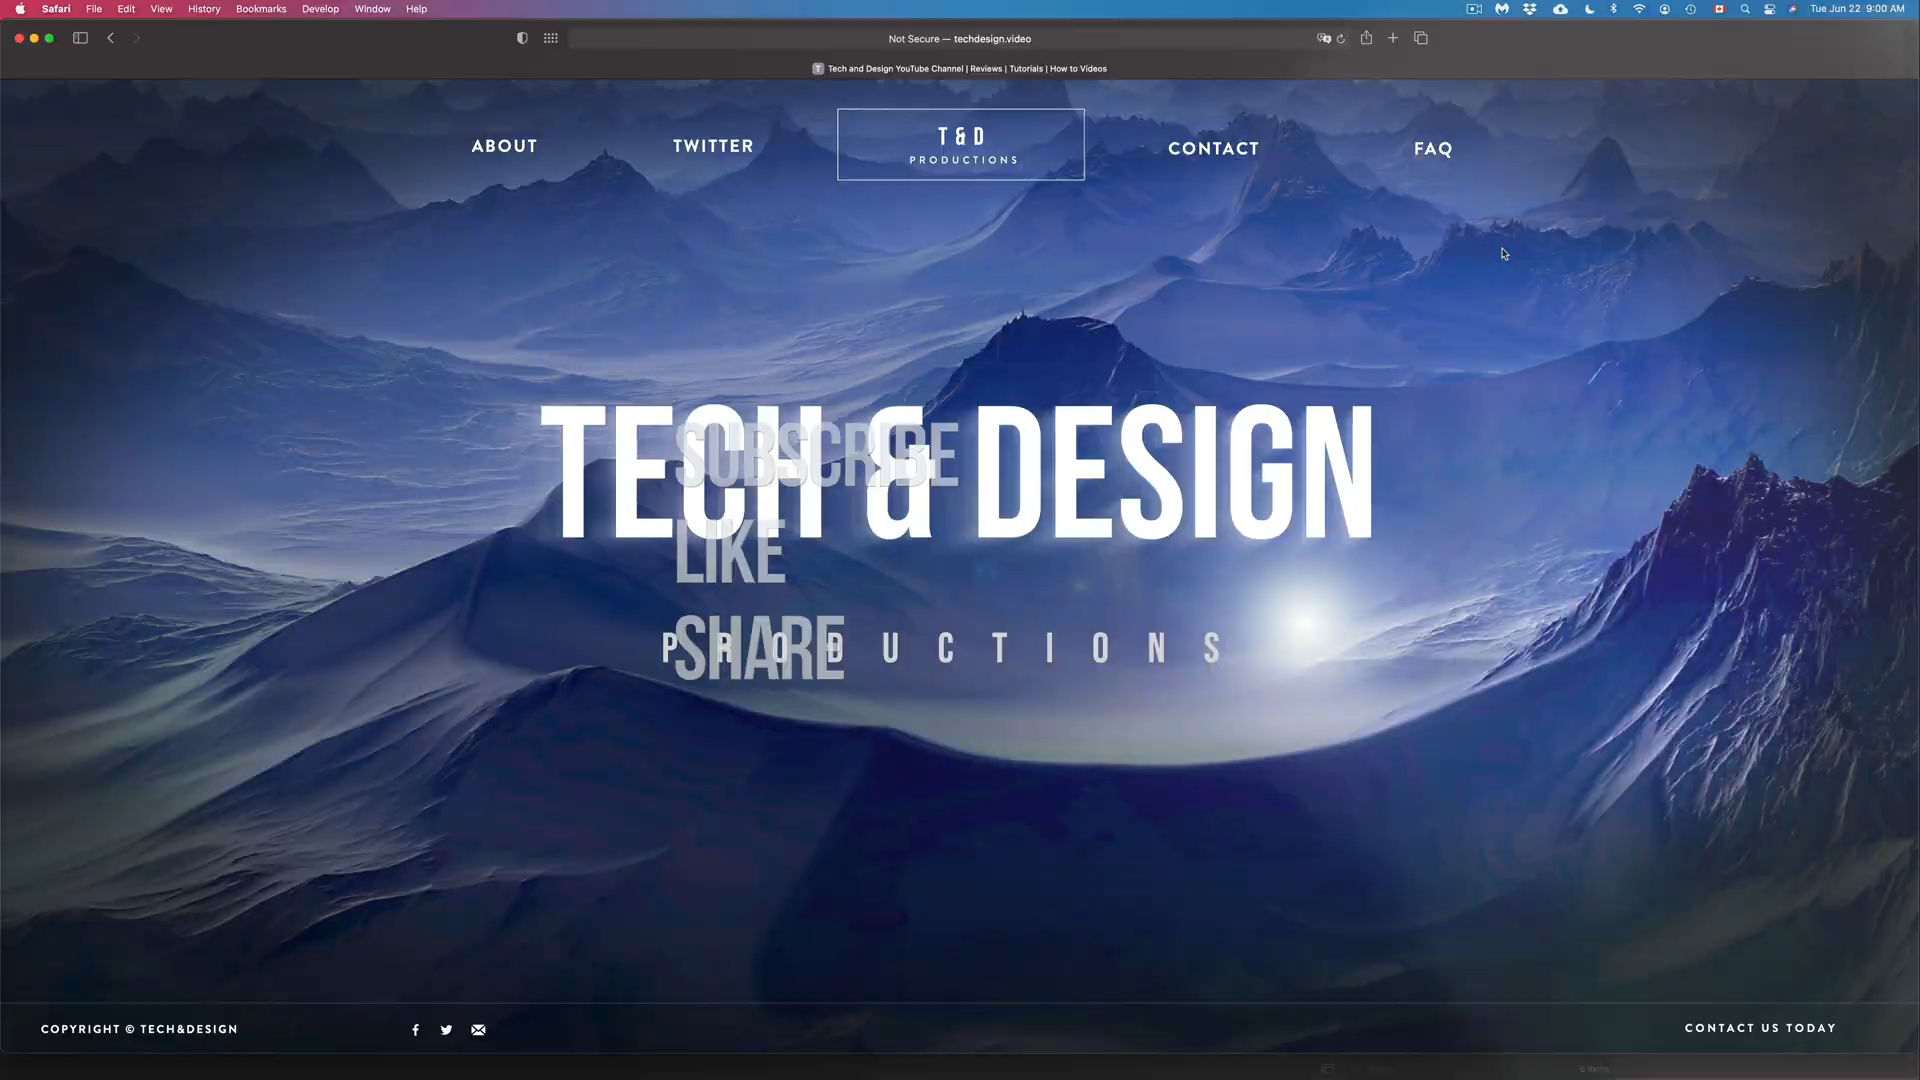 Safari File Edit View History Bookmarks Develop Window Help Tue Jun 22 9:00 AM
Not Secure — techdesign.video
T Tech and Design YouTube Channel | Reviews | Tutorials | How to Videos
ABOUT TWITTER T & D CONTACT FAQ
PRODUCTIONS
TECH & DESIGN
SUBSCRIBE
LIKE
SHARE
PRODUCTIONS
COPYRIGHT © TECH&DESIGN CONTACT US TODAY
6 items